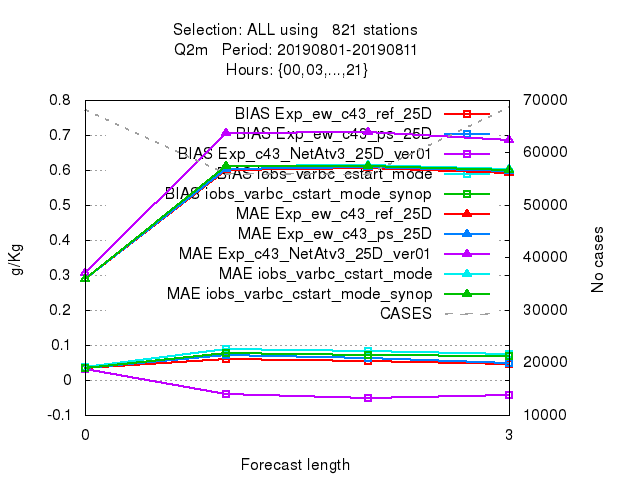 Selection: ALL using   821 stations
Q2m   Period: 20190801-20190811
Hours: {00,03,...,21}
0.8
0.7
0.6
0.5
0.4
0.3
0.2
0.1
0
-0.1
g/Kg
70000
60000
50000
40000
30000
20000
10000
No cases
BIAS Exp_ew_c43_ref_25D
BIAS Exp_ew_c43_ps_25D
BIAS Exp_c43_NetAtv3_25D_ver01
BIAS iobs_varbc_cstart_mode
BIAS iobs_varbc_cstart_mode_synop
MAE Exp_ew_c43_ref_25D
MAE Exp_ew_c43_ps_25D
MAE Exp_c43_NetAtv3_25D_ver01
MAE iobs_varbc_cstart_mode
MAE iobs_varbc_cstart_mode_synop
CASES
0 3
Forecast length